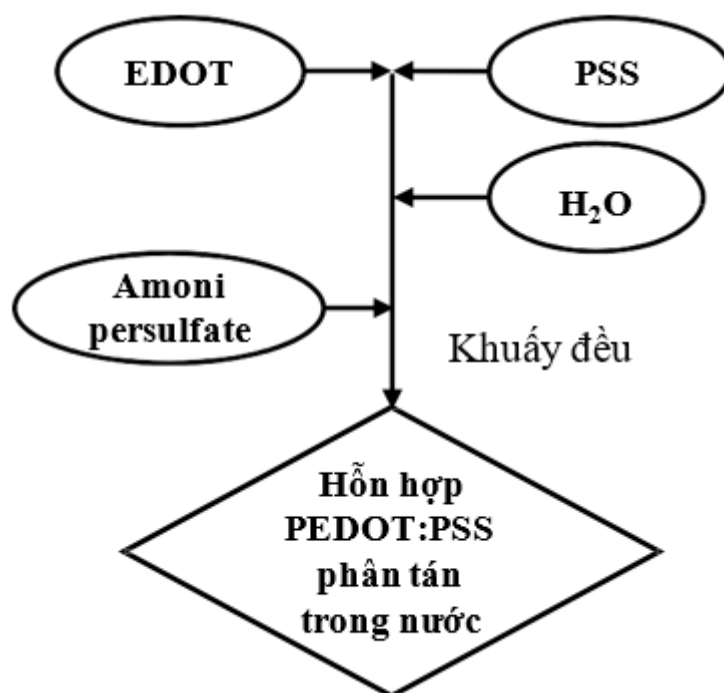 EDOT
PSS
H₂O
Amoni
persulfate
Khuấy đều
Hỗn hợp
PEDOT:PSS
phân tán
trong nước